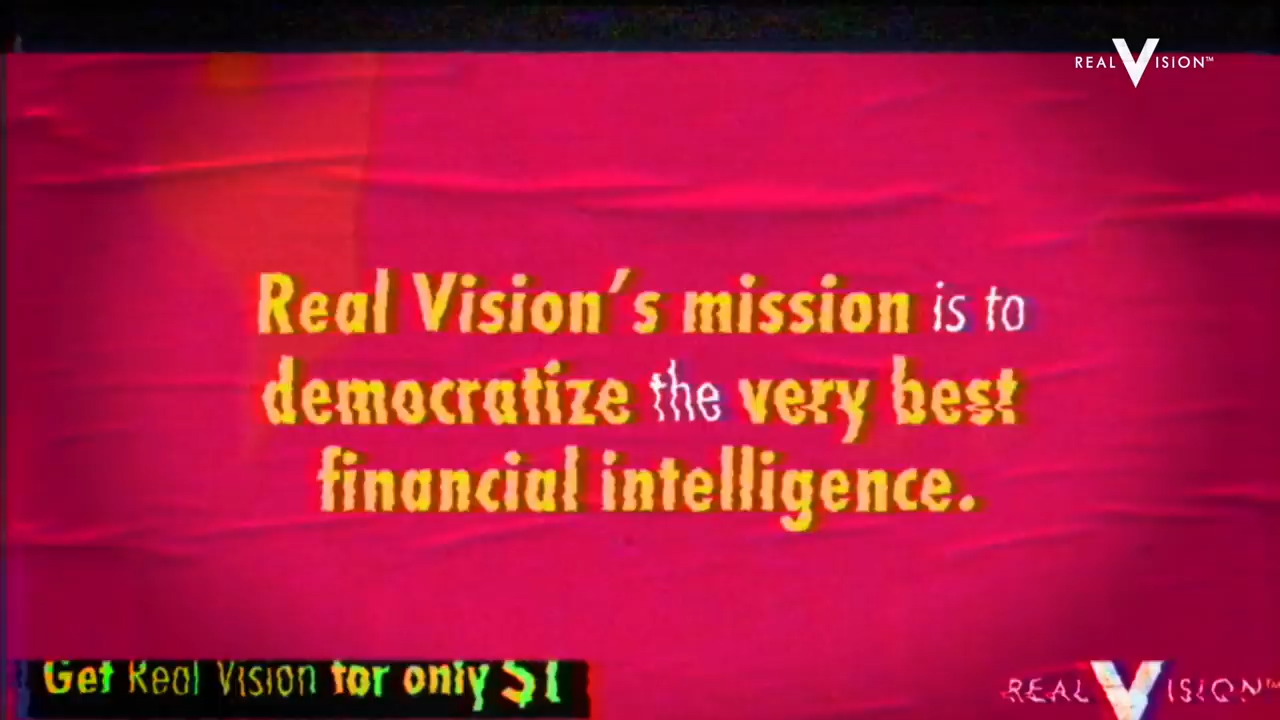 REAL VISION™
Real Vision's mission is to
democratize the very best
financial intelligence.
Get Real Vision for only $1
REAL VISION™